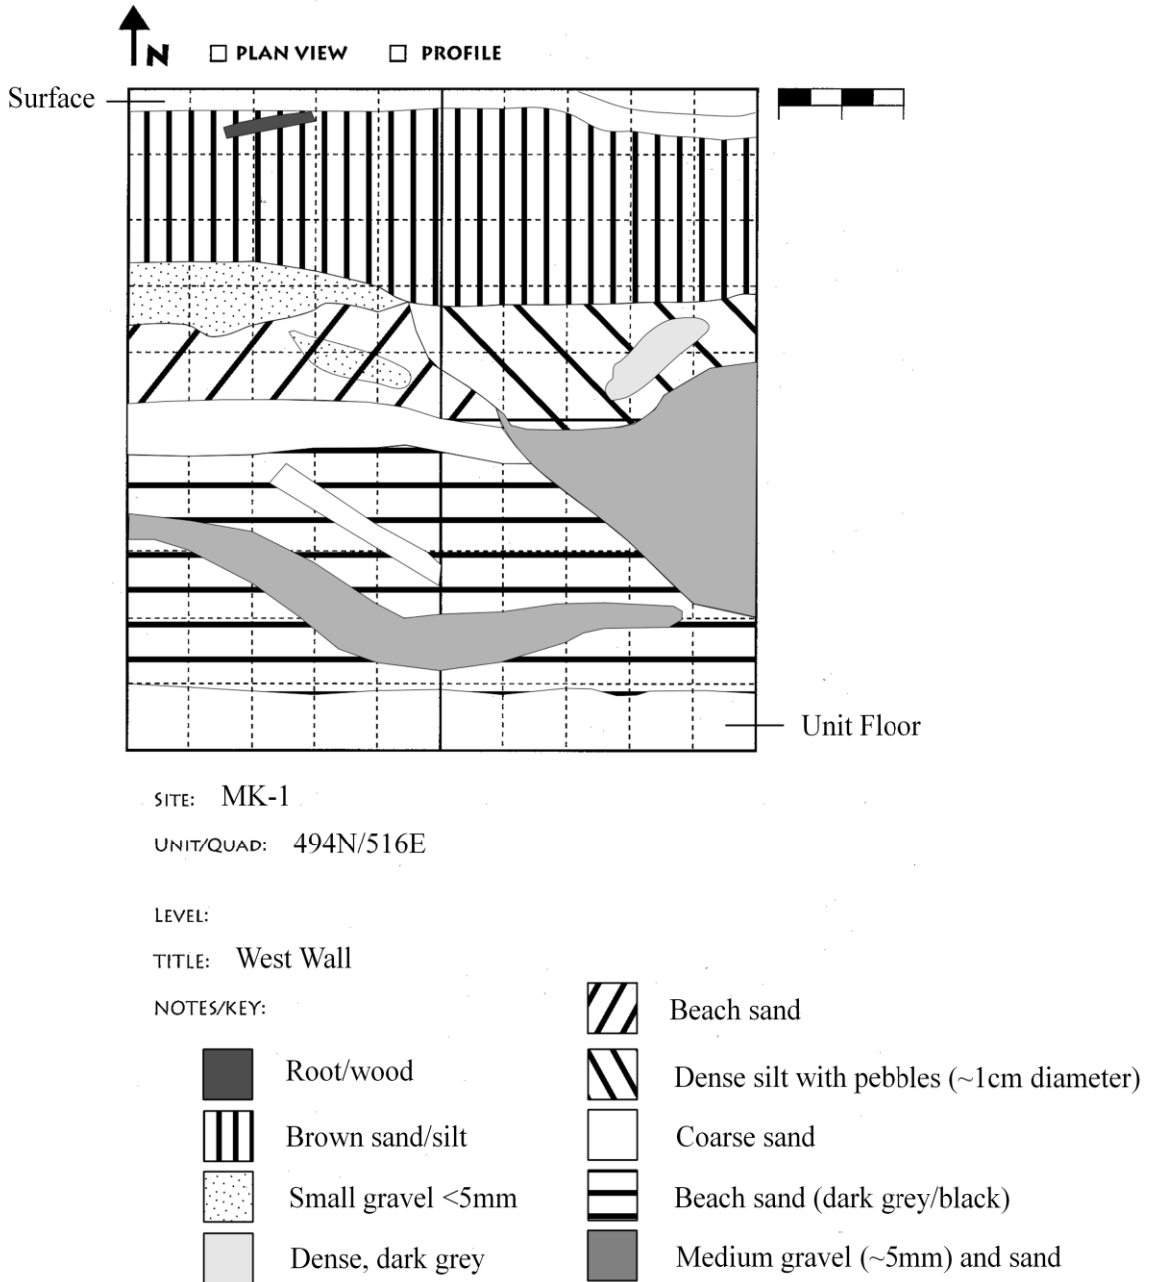 N
PLAN VIEW PROFILE
Surface
Unit Floor
SITE: MK-1
UNIT/QUAD: 494N/516E
LEVEL:
TITLE: West Wall
NOTES/KEY:
Root/wood
Brown sand/silt
Small gravel <5mm
Dense, dark grey
Beach sand
Dense silt with pebbles (~1cm diameter)
Coarse sand
Beach sand (dark grey/black)
Medium gravel (~5mm) and sand